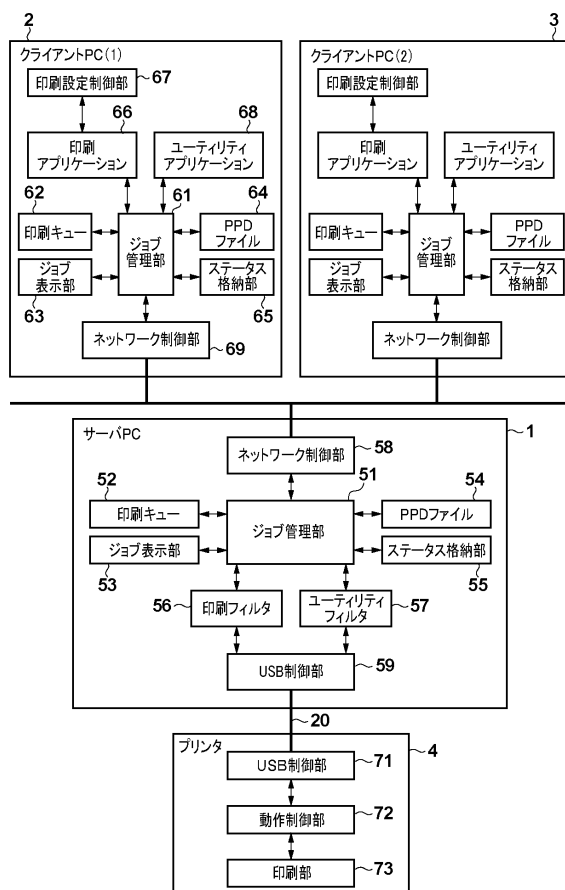 2
クライアントPC(1)
印刷設定制御部
67
66
68
印刷
アプリケーション
ユーティリティ
アプリケーション
62
61
64
印刷キュー
ジョブ
管理部
PPD
ファイル
ジョブ
表示部
ステータス
格納部
63
65
ネットワーク制御部
69
3
クライアントPC(2)
印刷設定制御部
印刷
アプリケーション
ユーティリティ
アプリケーション
印刷キュー
ジョブ
管理部
PPD
ファイル
ジョブ
表示部
ステータス
格納部
ネットワーク制御部
サーバPC
1
ネットワーク制御部
58
52
51
54
印刷キュー
ジョブ管理部
PPDファイル
ジョブ表示部
ステータス格納部
53
55
56
印刷フィルタ
ユーティリティ
フィルタ
57
USB制御部
59
20
プリンタ
4
USB制御部
71
動作制御部
72
印刷部
73